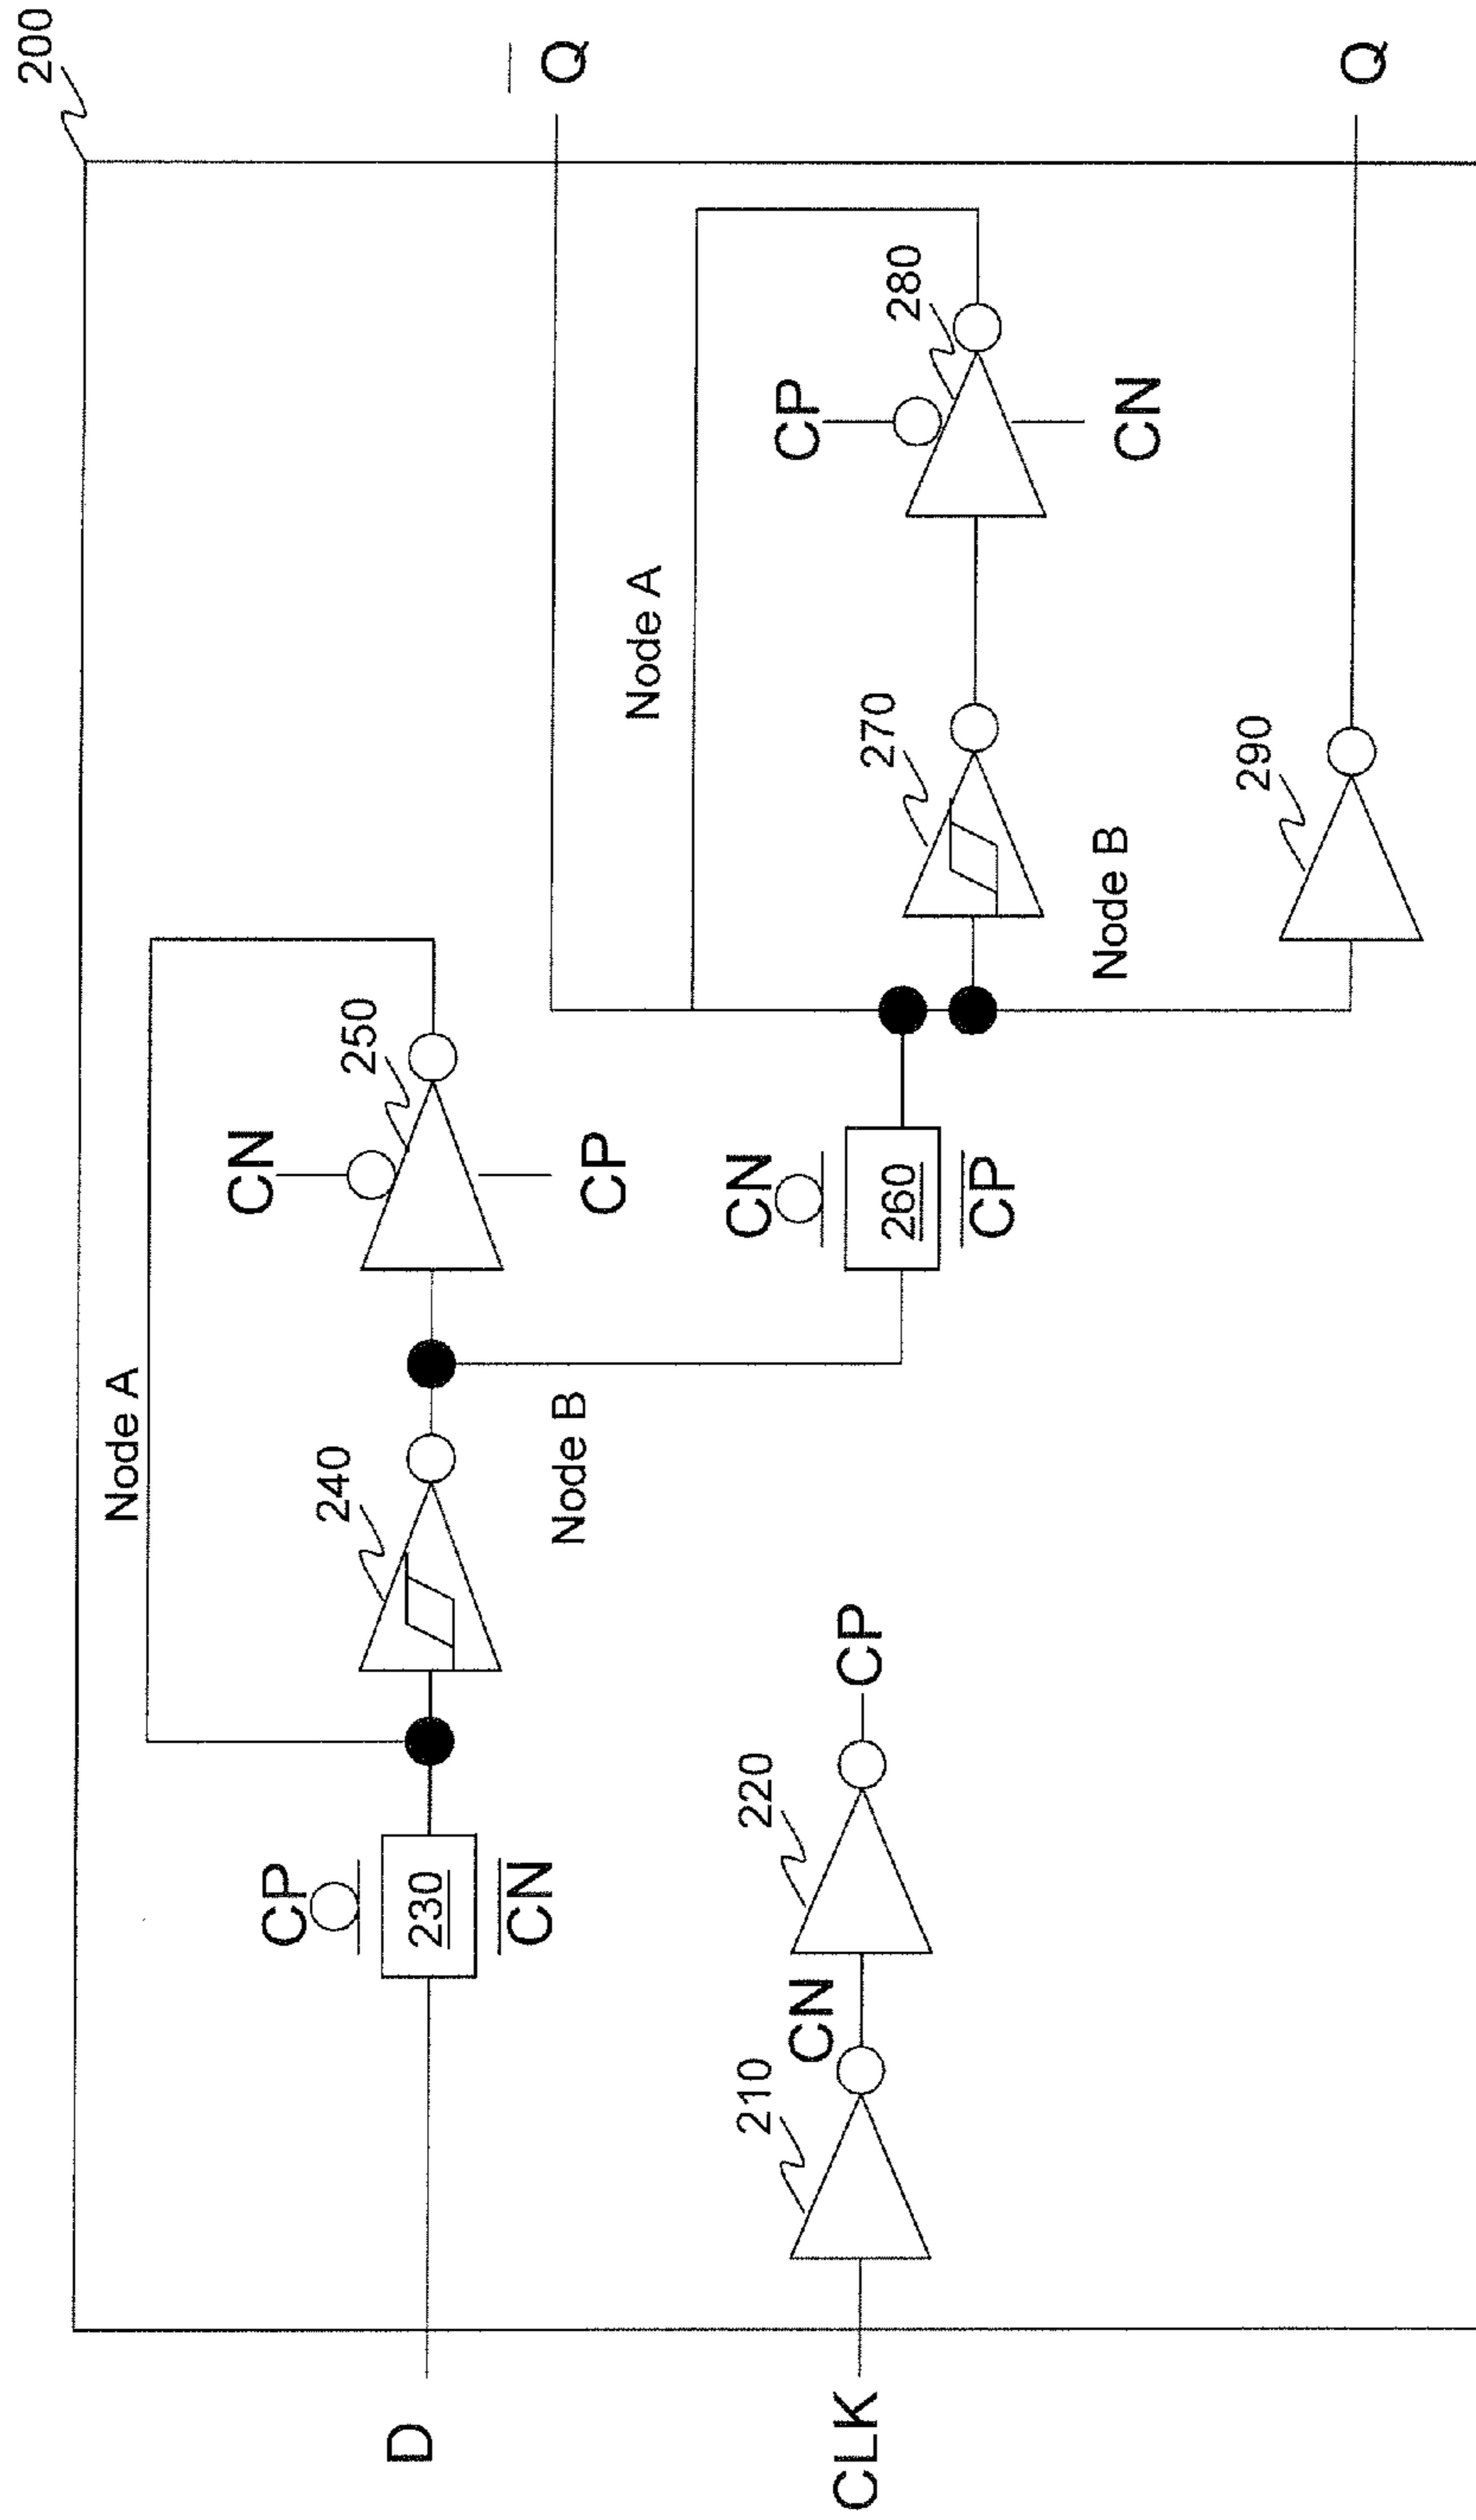 200
Node A
CN
250
240
CP
230
CP
CN
Node B
D
Q
Node A
CP
280
CN
260
CP
270
CN
Node B
210
CN
220
CP
CLK
290
Q